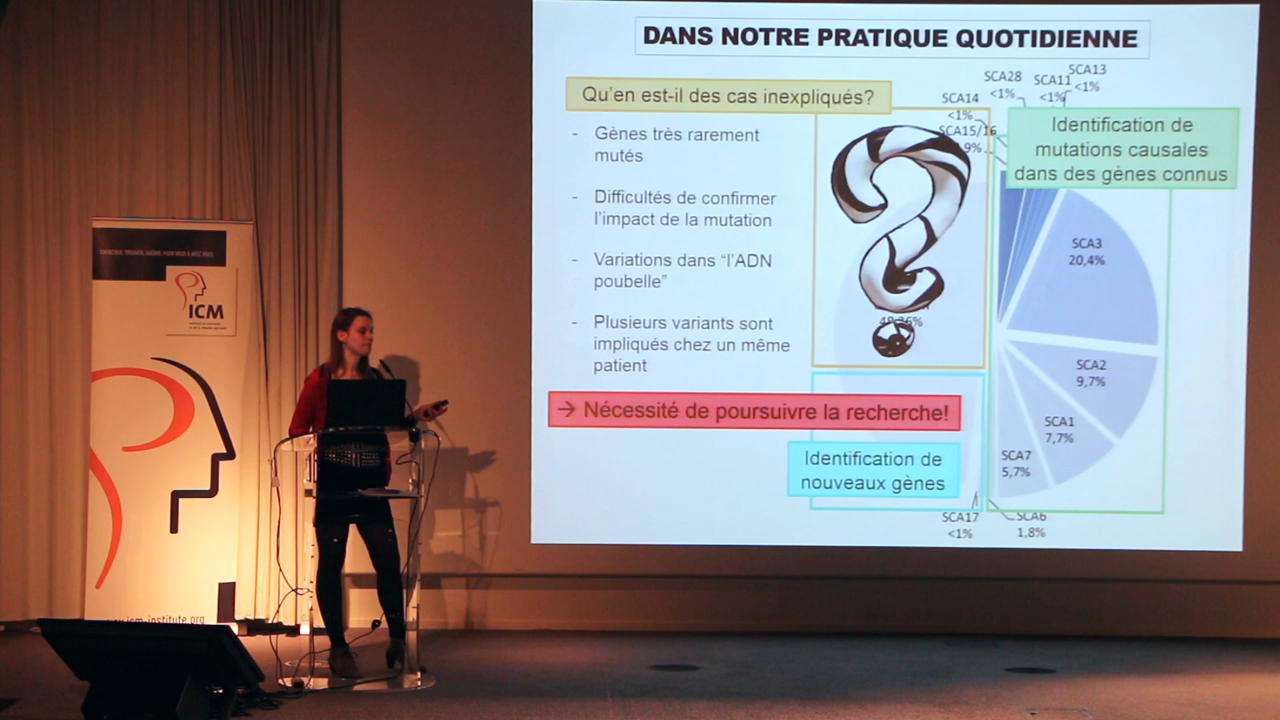 DANS NOTRE PRATIQUE QUOTIDIENNE
Qu'en est-il des cas inexpliqués?
- Gènes très rarement
mutés
- Difficultés de confirmer
l'impact de la mutation
- Variations dans "l'ADN
poubelle"
- Plusieurs variants sont
impliqués chez un même
patient
→ Nécessité de poursuivre la recherche!
Identification de
nouveaux gènes
Identification de
mutations causales
dans des gènes connus
SCA14
<1%
SCA28
<1%
SCA11
<1%
SCA13
<1%
SCA15/16
SCA3
20,4%
SCA2
9,7%
SCA1
7,7%
SCA7
5,7%
SCA17
<1%
SCA6
1,8%
ICM
icm-institute.org